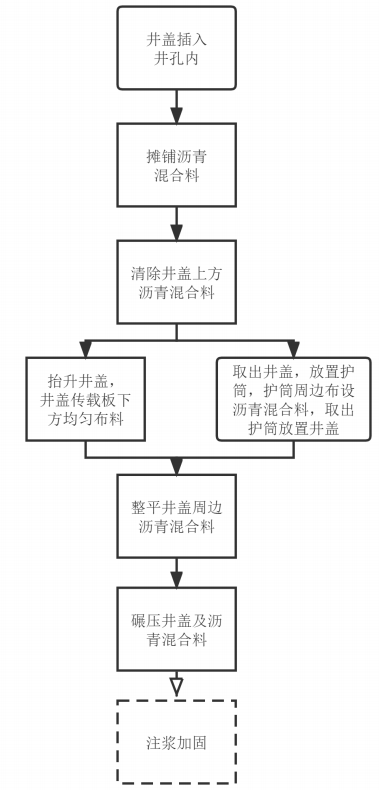 井盖插入
井孔内
摊铺沥青
混合料
清除井盖上方
沥青混合料
抬升井盖，
井盖传载板下
方均匀布料
取出井盖，放置护
筒，护筒周边布设
沥青混合料，取出
护筒放置井盖
整平井盖周边
沥青混合料
碾压井盖及沥
青混合料
注浆加固